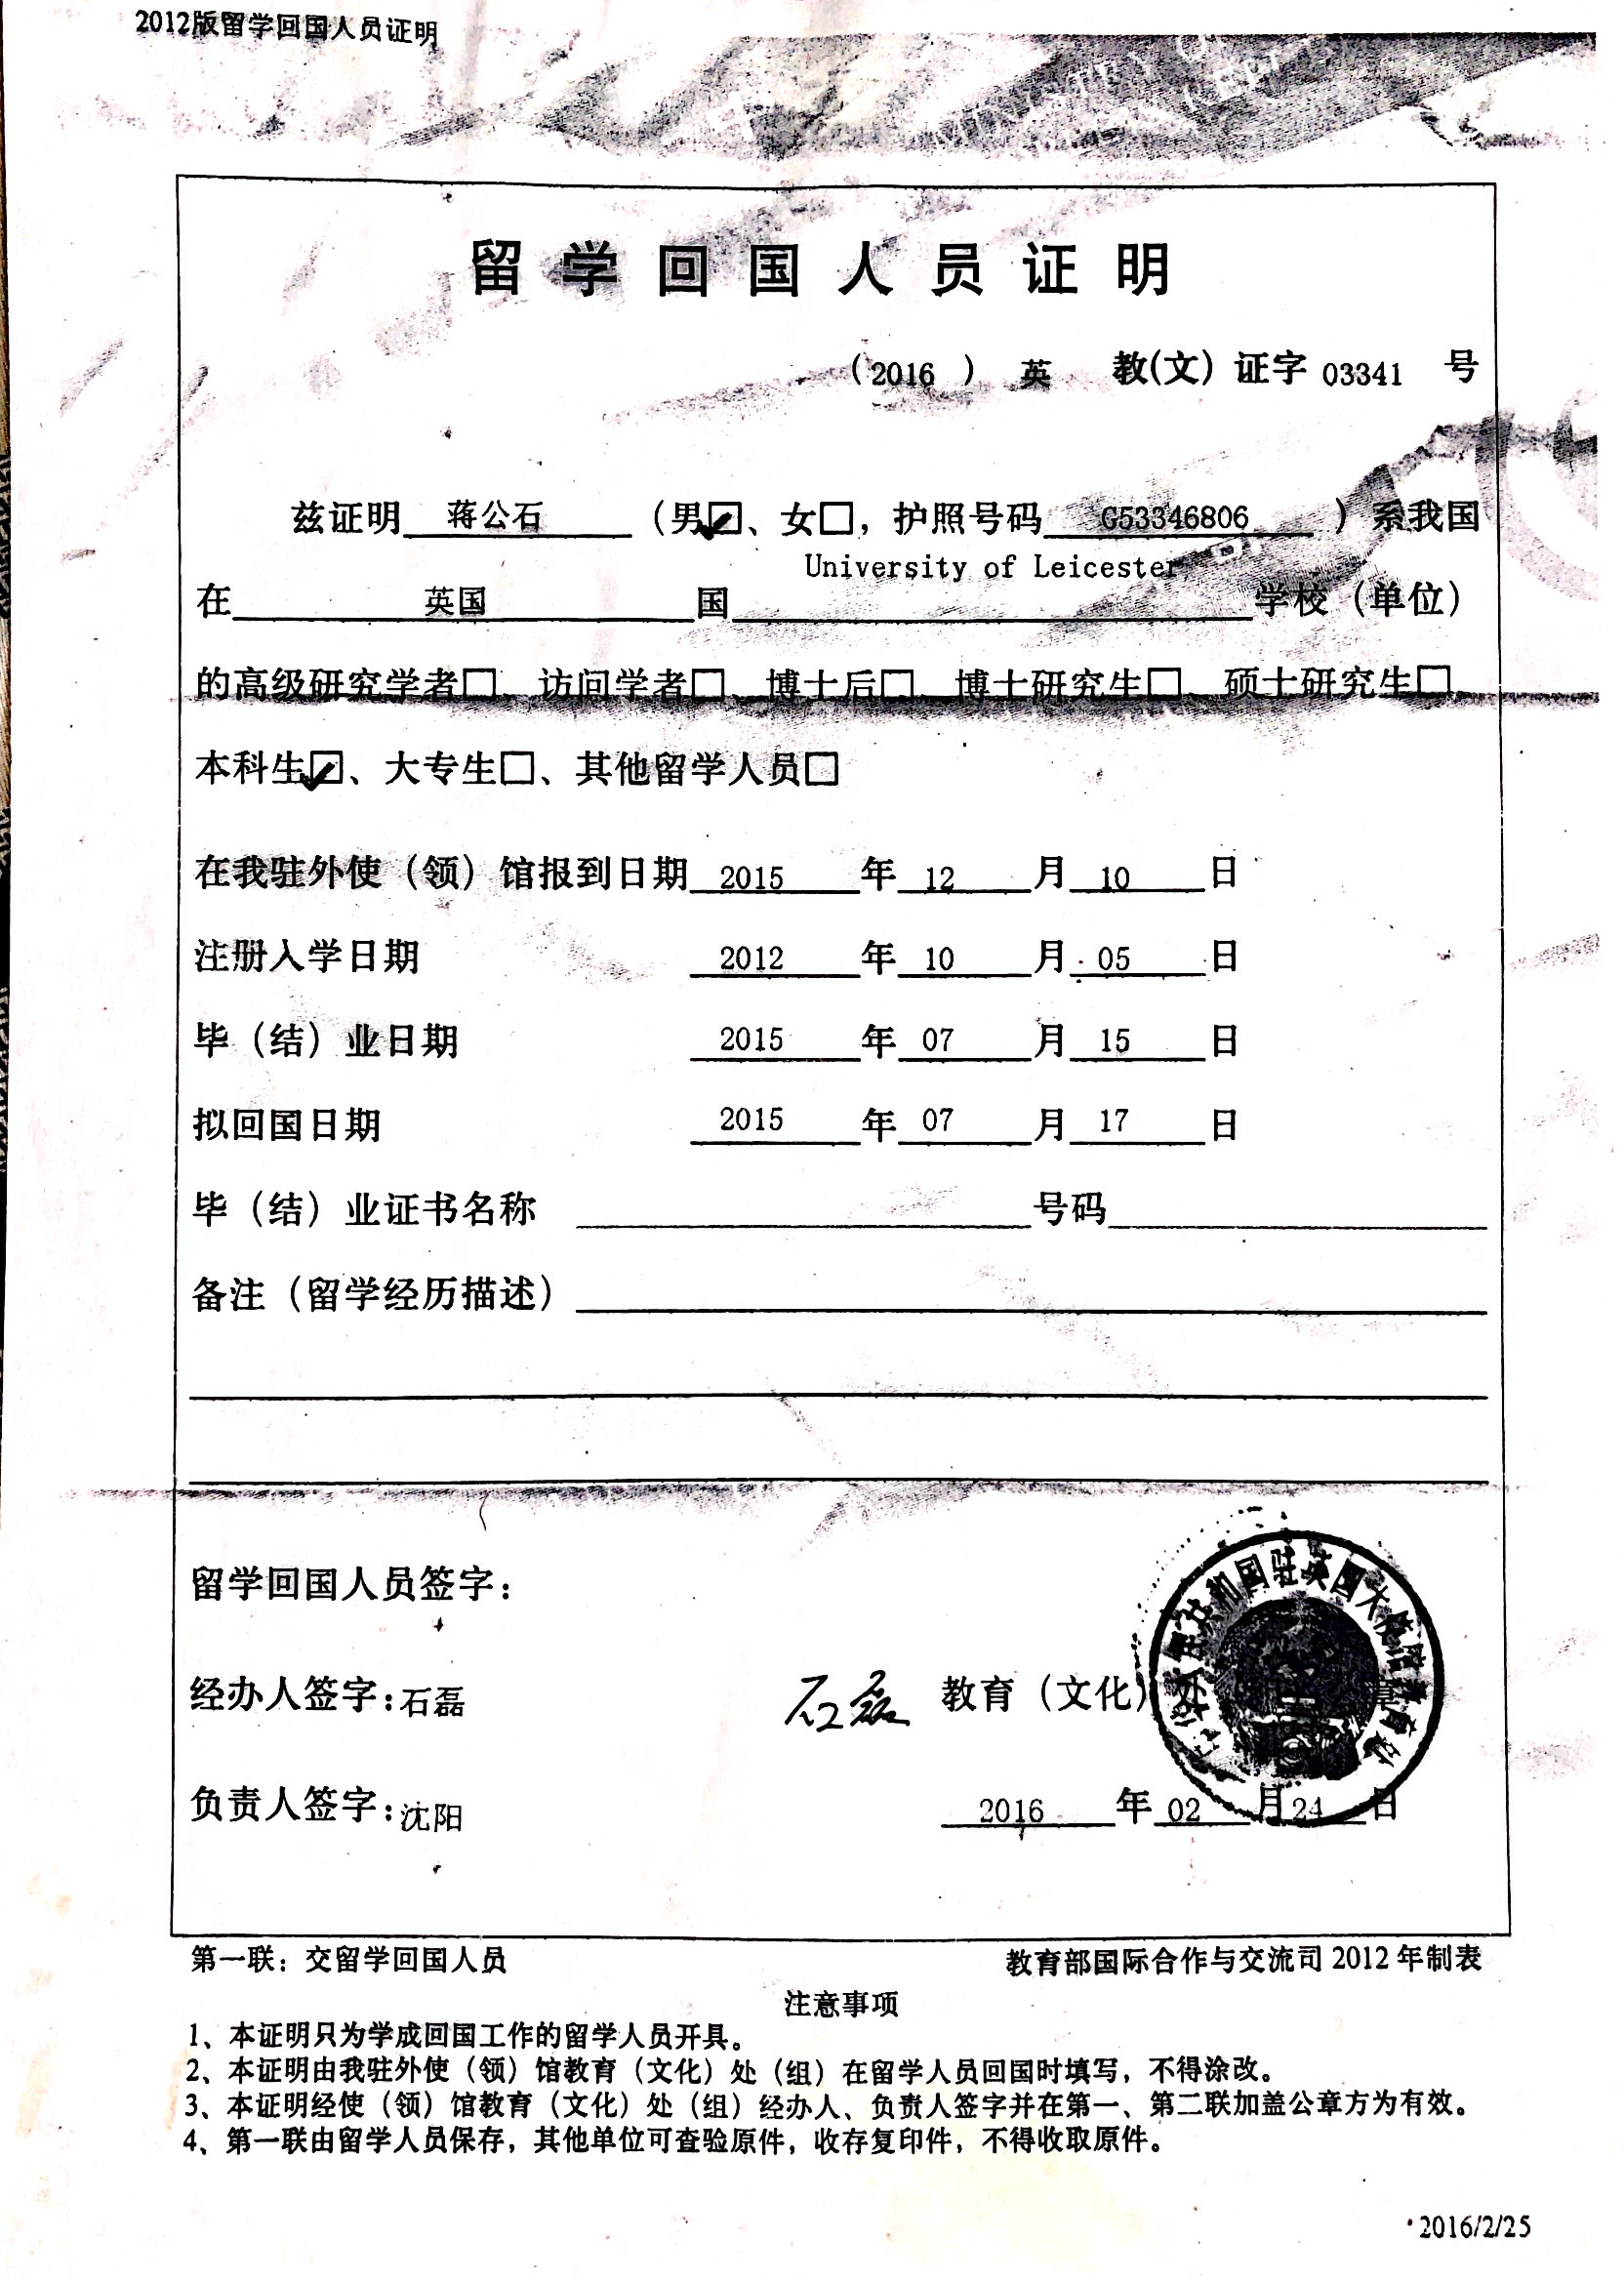 2012版留学回国人员证明
留学回国人员证明
（2016 ） 英 教(文) 证字 03341 号
兹证明 蒋公石 （男☑、女□，护照号码 G53346806 ）系我国
University of Leicester
在 英国 国 学校（单位）
的高级研究学者□、访问学者□、博士后□、博士研究生□、硕士研究生□、
本科生☑、大专生□、其他留学人员□
在我驻外使（领）馆报到日期 2015 年 12 月 10 日
注册入学日期 2012 年 10 月 05 日
毕（结）业日期 2015 年 07 月 15 日
拟回国日期 2015 年 07 月 17 日
毕（结）业证书名称 号码
备注（留学经历描述）
留学回国人员签字：
经办人签字：石磊 石磊 教育（文化）处 章
共和国驻英国大使馆教育处
负责人签字：沈阳 2016 年 02 月 24 日
第一联：交留学回国人员 教育部国际合作与交流司 2012 年制表
注意事项
1、本证明只为学成回国工作的留学人员开具。
2、本证明由我驻外使（领）馆教育（文化）处（组）在留学人员回国时填写，不得涂改。
3、本证明经使（领）馆教育（文化）处（组）经办人、负责人签字并在第一、第二联加盖公章方为有效。
4、第一联由留学人员保存，其他单位可查验原件，收存复印件，不得收取原件。
2016/2/25